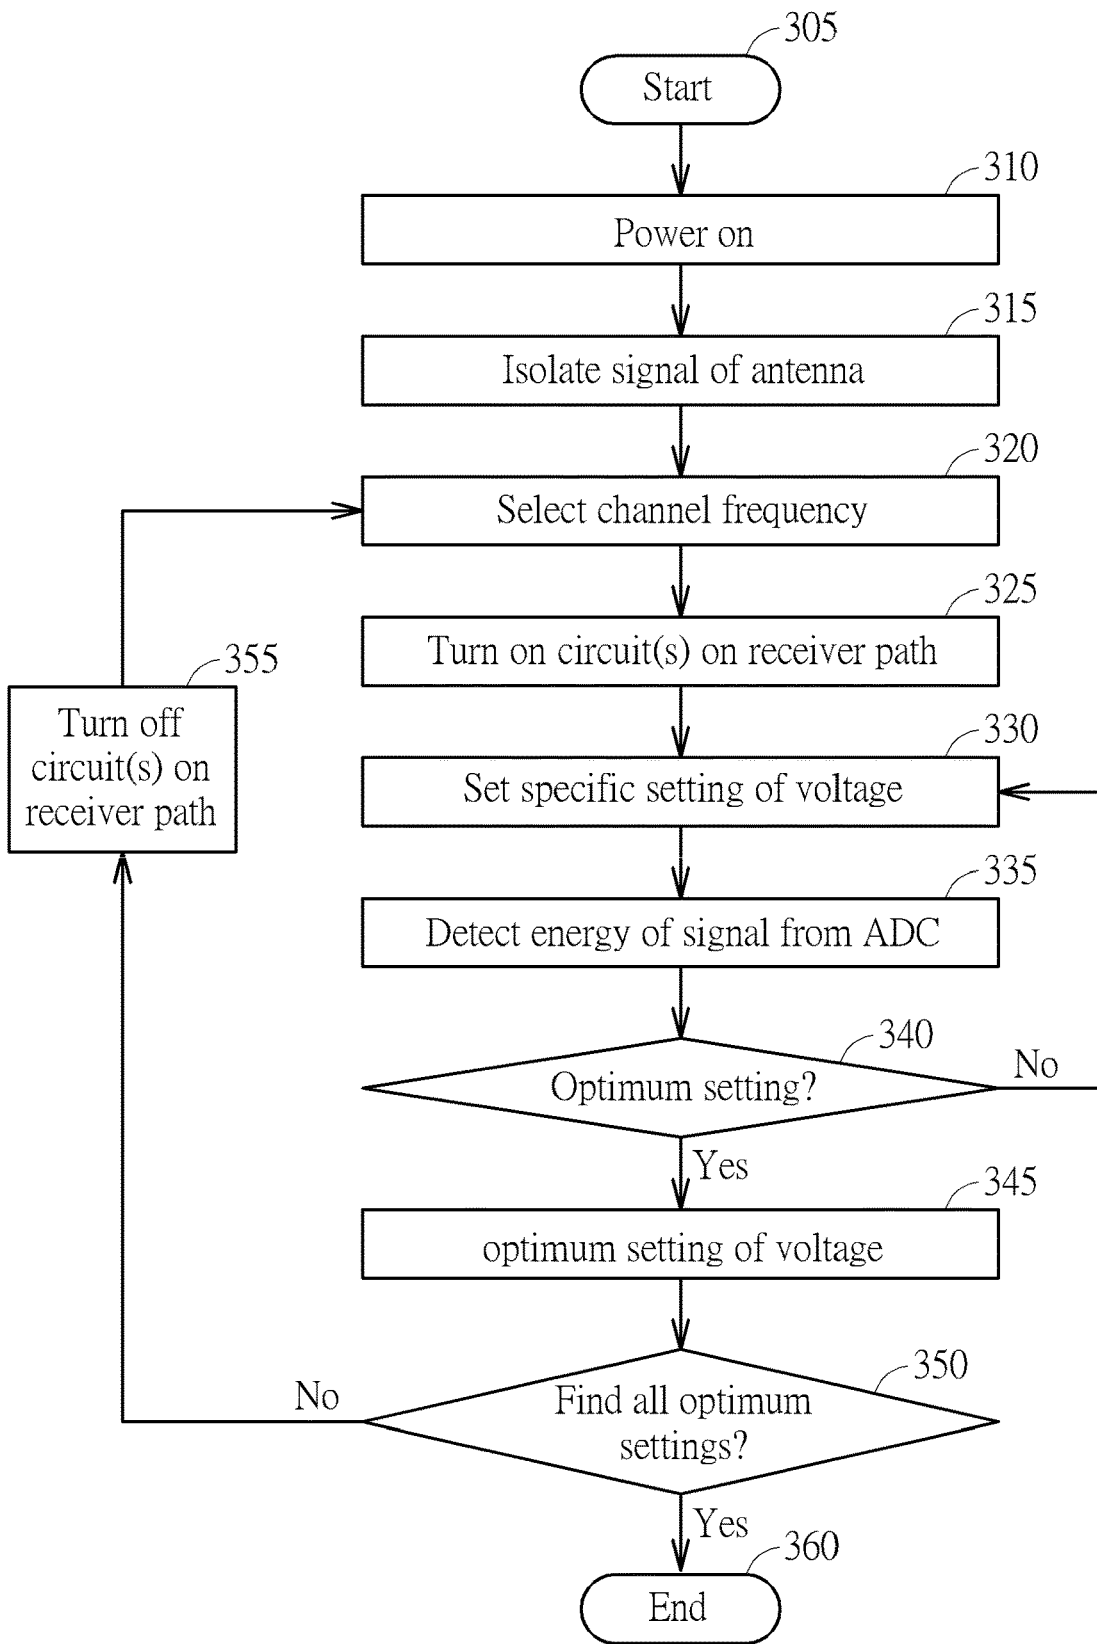 305
Start
310
Power on
315
Isolate signal of antenna
320
Select channel frequency
325
Turn on circuit(s) on receiver path
355
Turn off
circuit(s) on
receiver path
330
Set specific setting of voltage
335
Detect energy of signal from ADC
340
Optimum setting?
No
Yes
345
optimum setting of voltage
350
Find all optimum
settings?
No
Yes
360
End